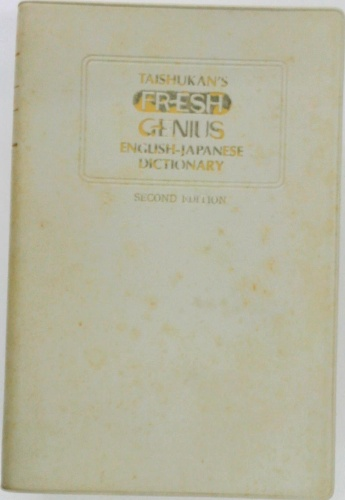 TAISHUKAN'S
FRESH
GENIUS
ENGLISH-JAPANESE
DICTIONARY
SECOND EDITION